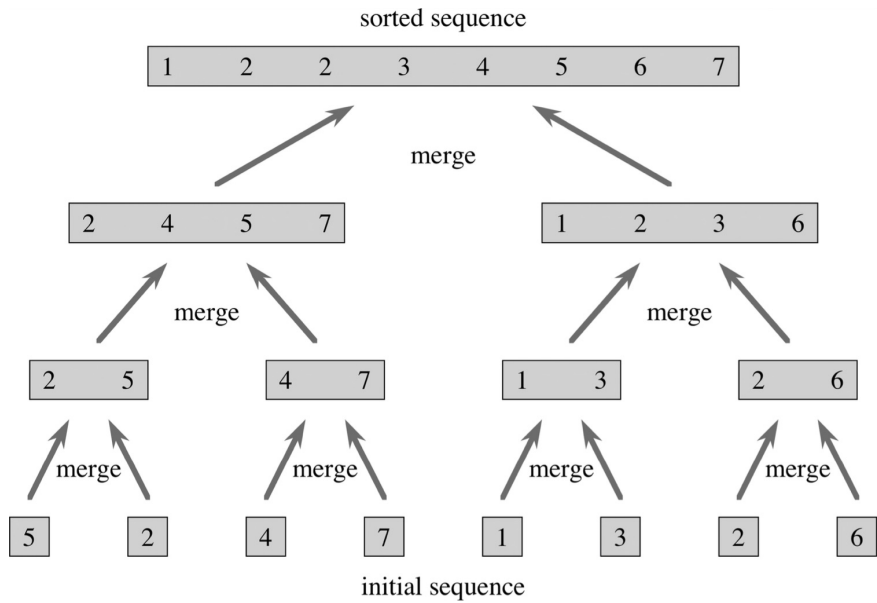 sorted sequence
1 2 2 3 4 5 6 7
merge
2 4 5 7 1 2 3 6
merge merge
2 5 4 7 1 3 2 6
merge merge merge merge
5 2 4 7 1 3 2 6
initial sequence